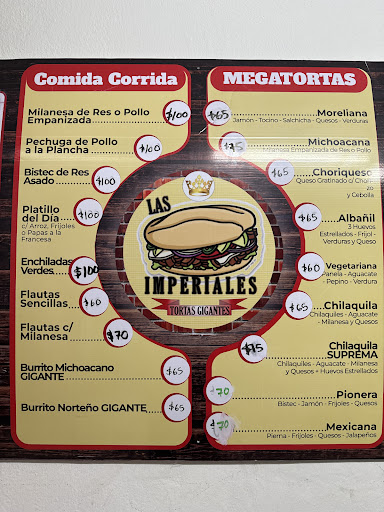 Comida Corrida
Milanesa de Res o Pollo
Empanizada $100
Pechuga de Pollo
a la Plancha $100
Bistec de Res
Asado $100
Platillo
del Día $100
c/ Arroz, Frijoles
o Papas a la
Francesa
Enchiladas
Verdes $100
Flautas
Sencillas $60
Flautas c/
Milanesa $70
Burrito Michoacano
GIGANTE $65
Burrito Norteño GIGANTE $65
LAS
IMPERIALES
TORTAS GIGANTES
MEGATORTAS
$65 Moreliana
Jamón - Tocino - Salchicha - Quesos - Verduras
$75 Michoacana
Milanesa Empanizada de Res o Pollo
$65 Choriqueso
Queso Gratinado c/ Chori-
zo
y Cebolla
$65 Albañil
3 Huevos
Estrellados - Frijol -
Verduras y Queso
$60 Vegetariana
Panela - Aguacate
- Pepino - Verdura
$65 Chilaquila
Chilaquiles - Aguacate
- Milanesa y Quesos
$75 Chilaquila
SUPREMA
Chilaquiles - Aguacate - Milanesa
y Quesos + Huevos Estrellados
$70 Pionera
Bistec - Jamón - Frijoles - Quesos
$70 Mexicana
Pierna - Frijoles - Quesos - Jalapeños